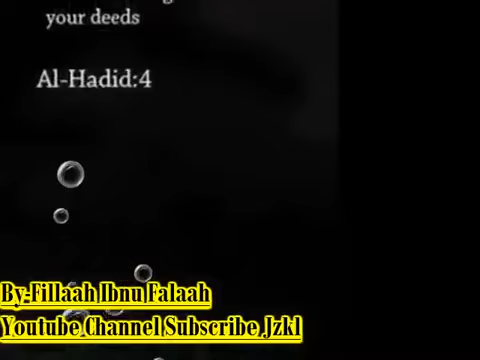 your deeds
Al-Hadid:4
By:Fillaah Ibnu Falaah
Youtube Channel Subscribe Jzkl